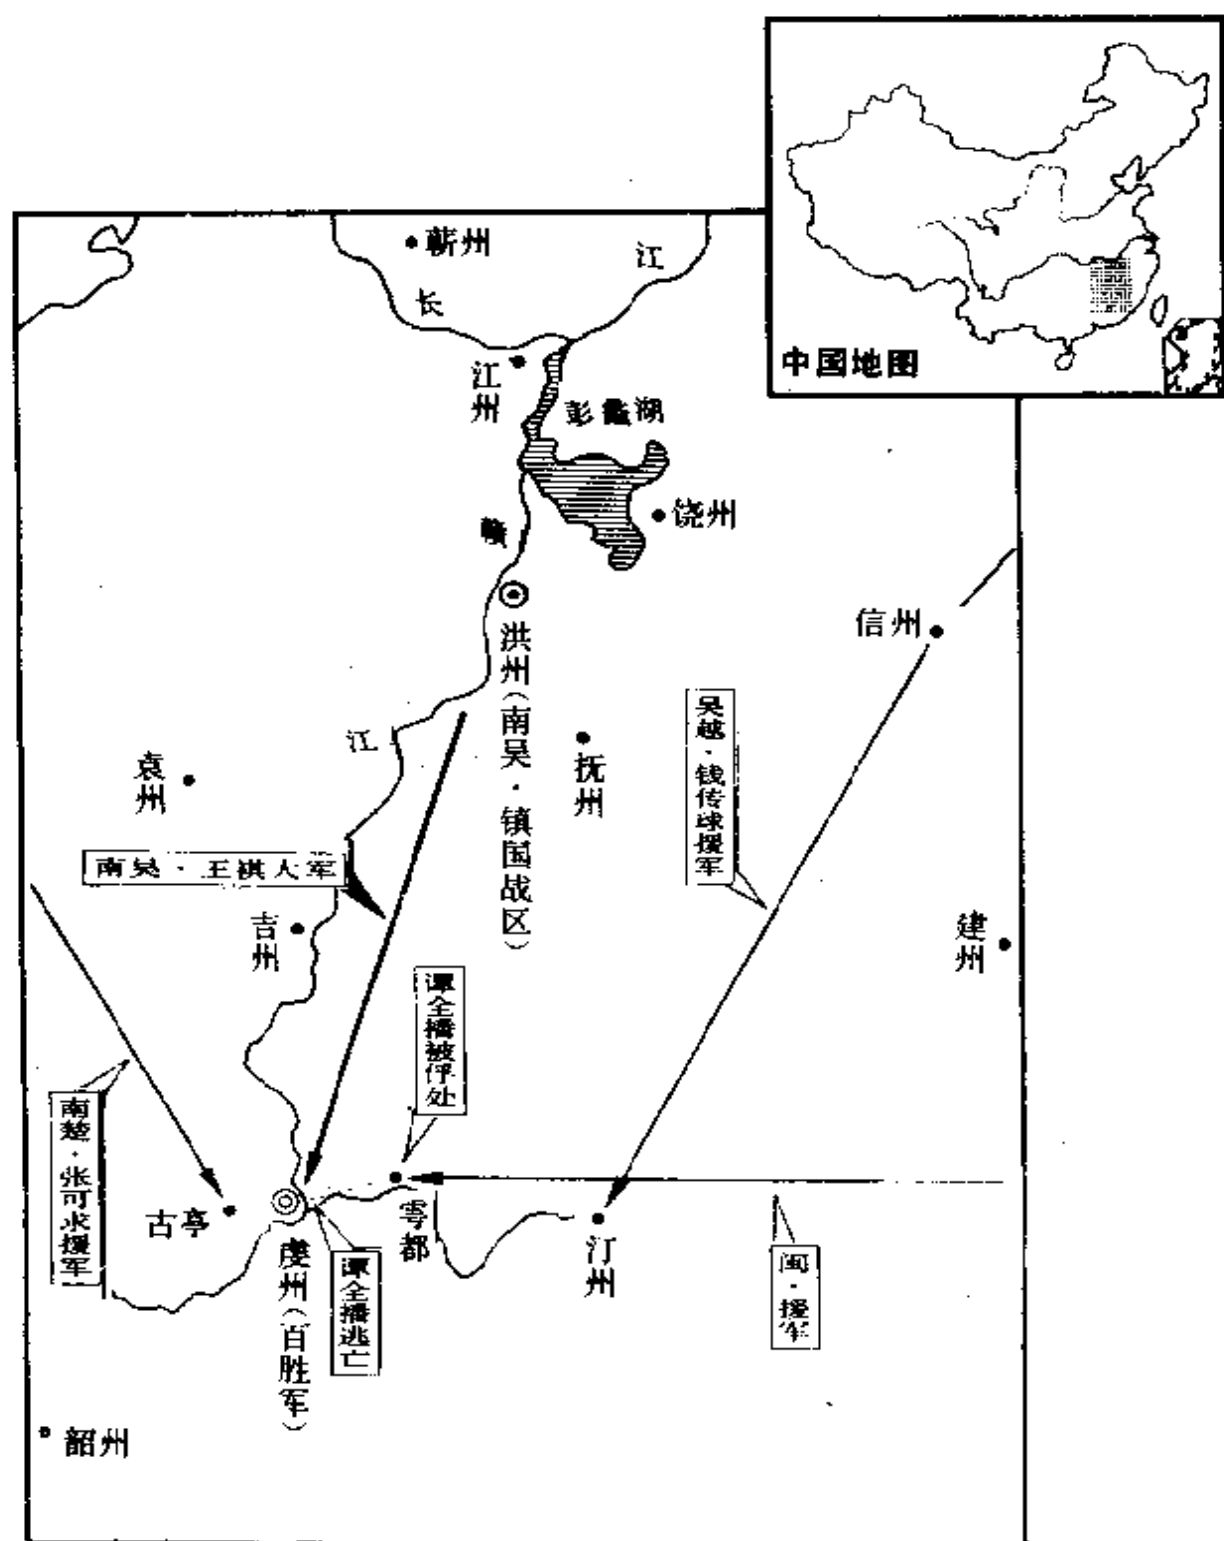 中国地图
蕲州
长
江
江州
彭蠡湖
饶州
赣
江
洪州（南吴·镇国战区）
信州
抚州
袁州
吴越·钱传球援军
南吴·王祺大军
吉州
建州
谭全播被俘处
南楚·张可求援军
古亭
虔州（百胜军）
谭全播逃亡
雩都
汀州
闽·援军
韶州